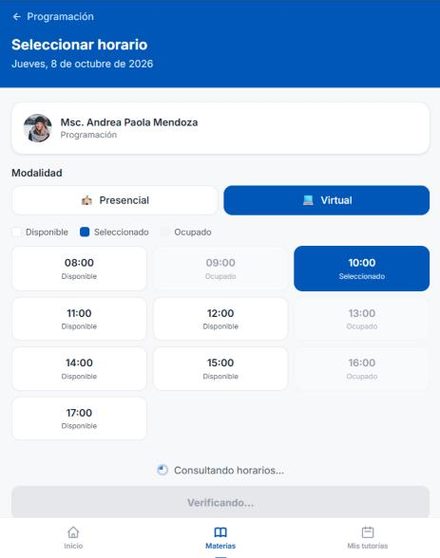 ← Programación
Seleccionar horario
Jueves, 8 de octubre de 2026
Msc. Andrea Paola Mendoza
Programación
Modalidad
Presencial Virtual
Disponible Seleccionado Ocupado
08:00 09:00 10:00
Disponible Ocupado Seleccionado
11:00 12:00 13:00
Disponible Disponible Ocupado
14:00 15:00 16:00
Disponible Disponible Ocupado
17:00
Disponible
Consultando horarios...
Verificando...
Inicio Materias Mis tutorías